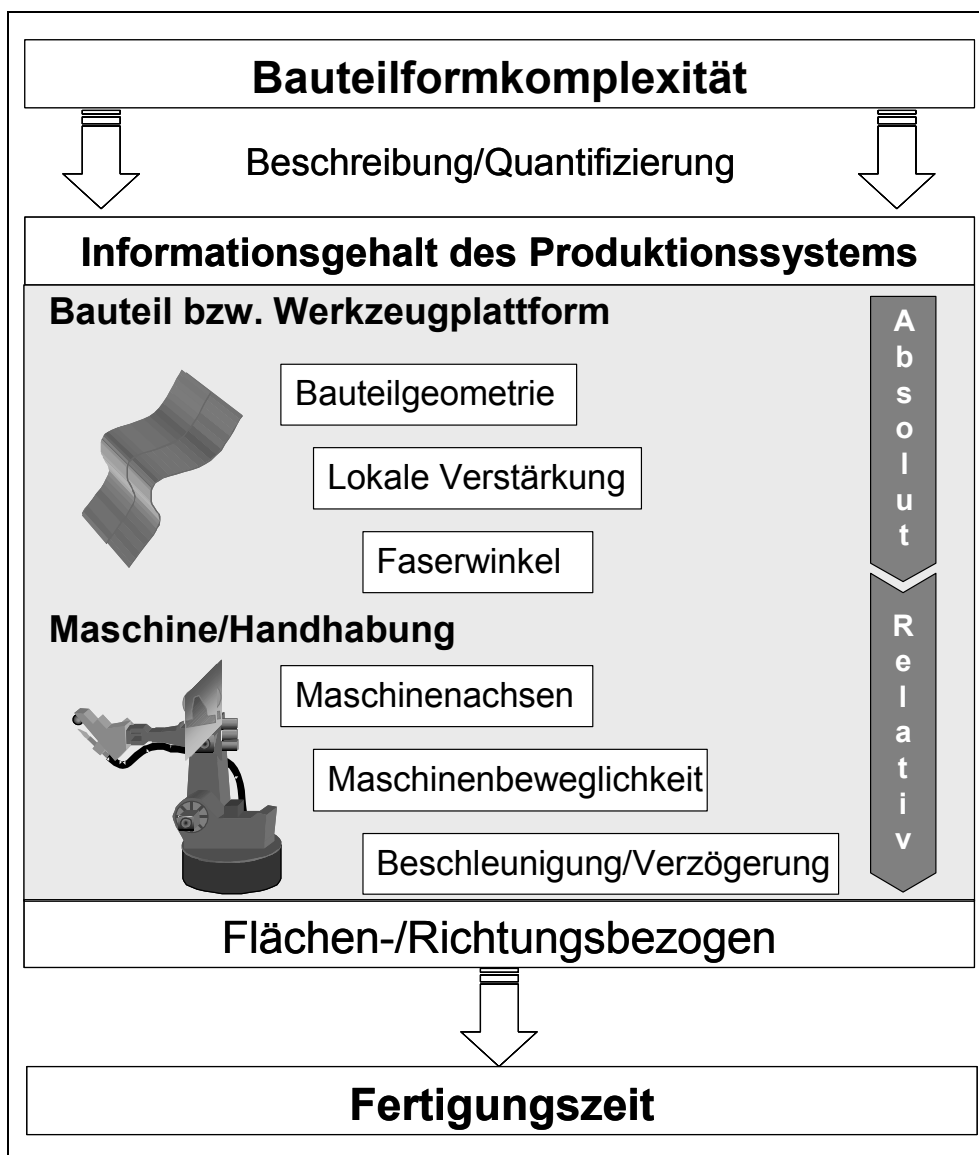 Bauteilformkomplexität
Beschreibung/Quantifizierung
Informationsgehalt des Produktionssystems
Bauteil bzw. Werkzeugplattform
Bauteilgeometrie
Lokale Verstärkung
Faserwinkel
Absolut
Maschine/Handhabung
Maschinenachsen
Maschinenbeweglichkeit
Beschleunigung/Verzögerung
Relativ
Flächen-/Richtungsbezogen
Fertigungszeit